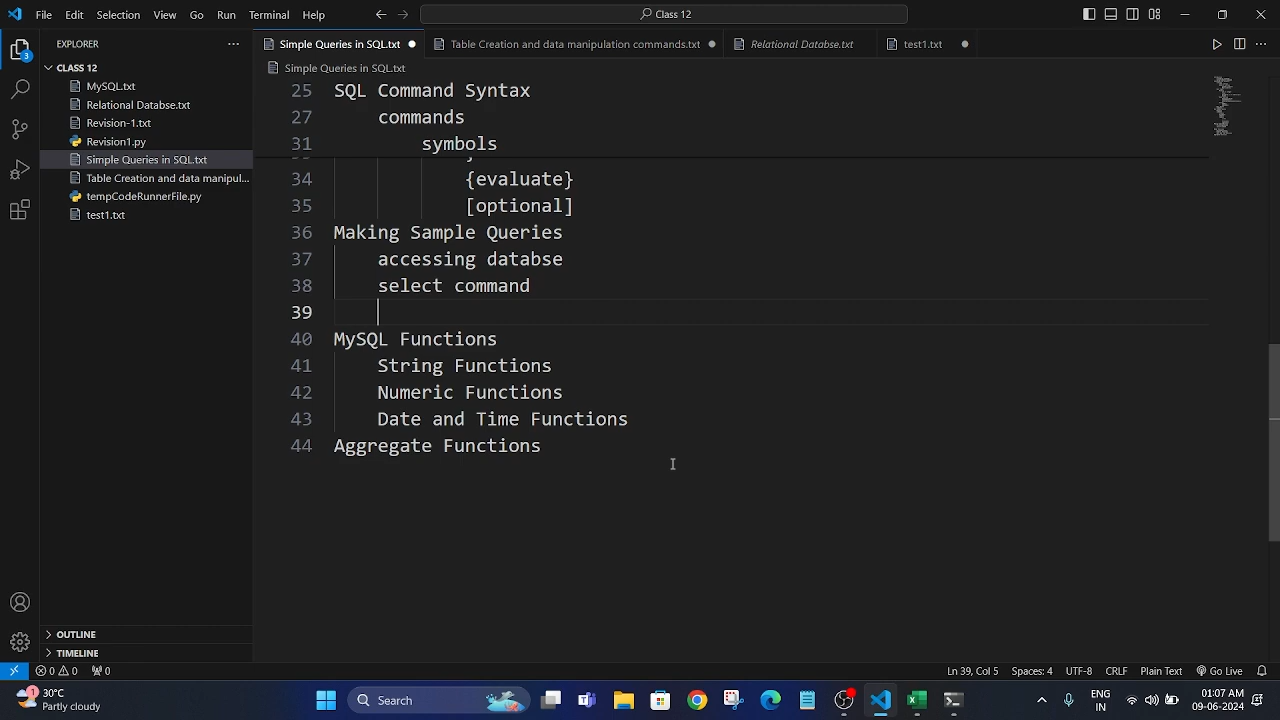 File Edit Selection View Go Run Terminal Help
Class 12
3
EXPLORER
Simple Queries in SQL.txt
Table Creation and data manipulation commands.txt
Relational Databse.txt
test1.txt
CLASS 12
Simple Queries in SQL.txt
MySQL.txt
Relational Databse.txt
Revision-1.txt
Revision1.py
Simple Queries in SQL.txt
Table Creation and data manipul...
tempCodeRunnerFile.py
test1.txt
25 SQL Command Syntax
27 commands
31 symbols
34 {evaluate}
35 [optional]
36 Making Sample Queries
37 accessing databse
38 select command
39
40 MySQL Functions
41 String Functions
42 Numeric Functions
43 Date and Time Functions
44 Aggregate Functions
OUTLINE
TIMELINE
0 0 0
Ln 39, Col 5 Spaces: 4 UTF-8 CRLF Plain Text Go Live
1
30°C
Partly cloudy
Search
ENG
IN
01:07 AM
09-06-2024